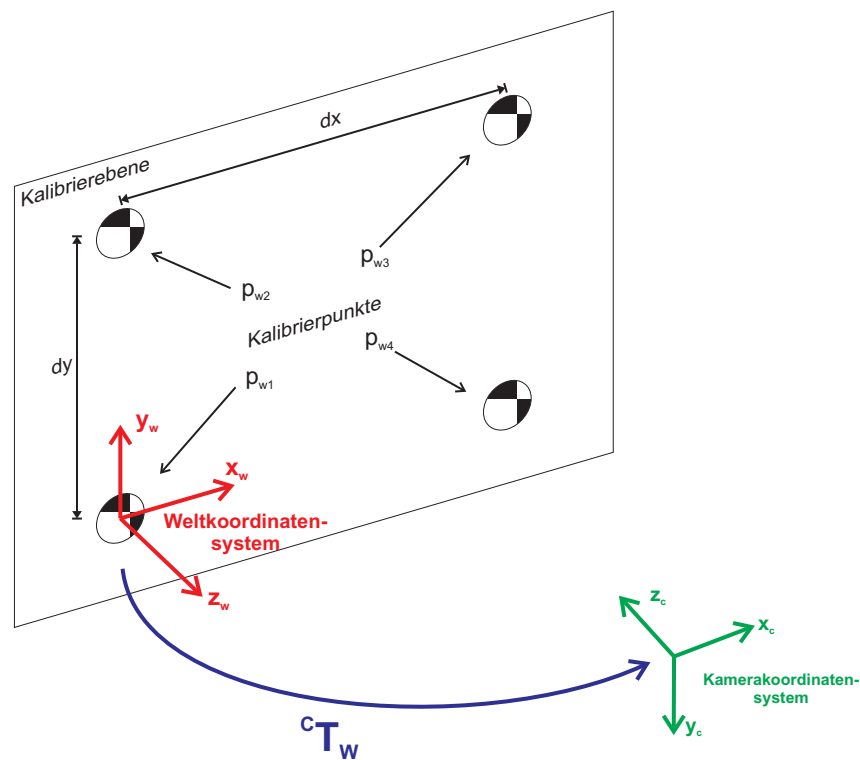 dx
Kalibrierebene
p_w3
p_w2
Kalibrierpunkte
p_w4
dy
p_w1
y_w
x_w
Weltkoordinaten-
system
z_w
z_c
x_c
Kamerakoordinaten-
system
y_c
^C T_W